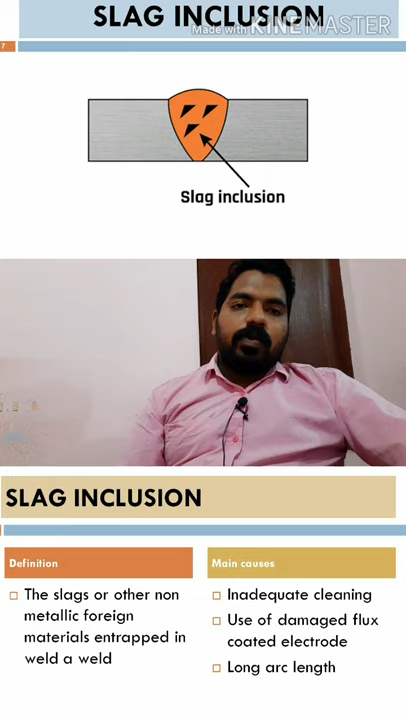 SLAG INCLUSION
Made with KINEMASTER
7
Slag inclusion
SLAG INCLUSION
Definition
Main causes
The slags or other non
metallic foreign
materials entrapped in
weld a weld
Inadequate cleaning
Use of damaged flux
coated electrode
Long arc length